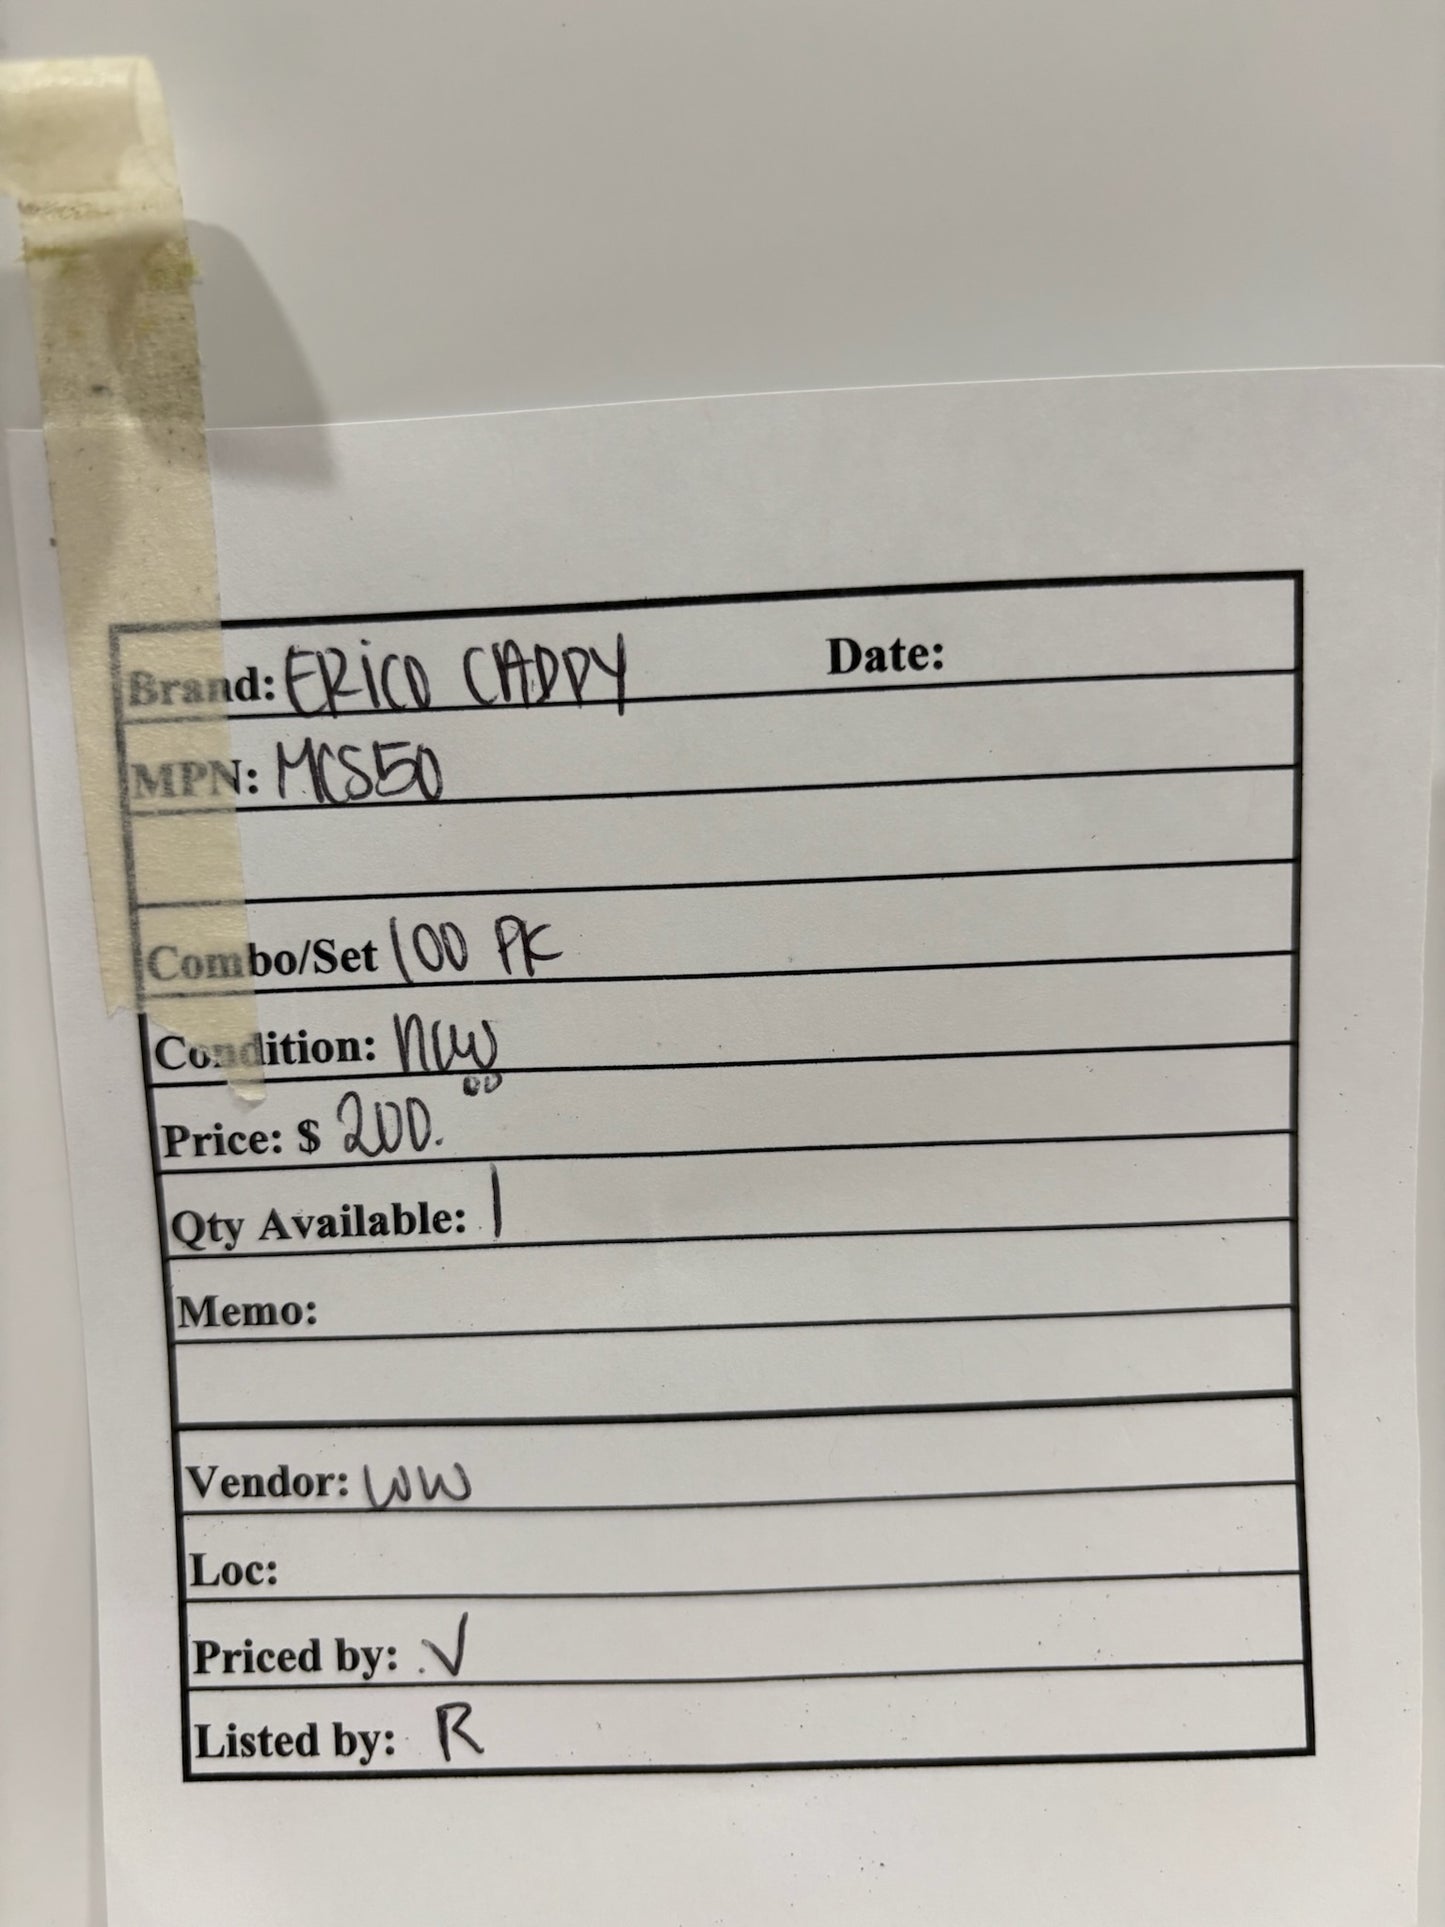 Brand: ERiCO CADDY Date:
MPN: MCS50
Combo/Set 100 PK
Condition: new
Price: $ 200.00
Qty Available: 1
Memo:
Vendor: WW
Loc:
Priced by: V
Listed by: R